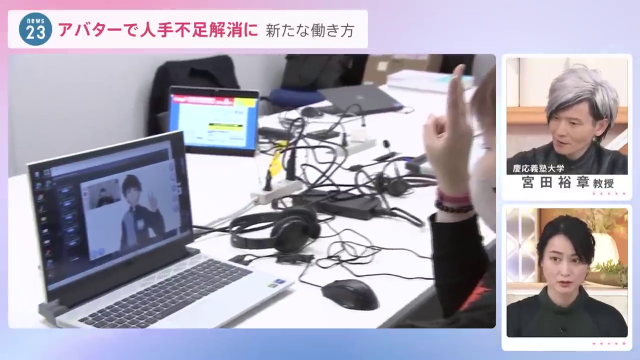 news
23
アバターで人手不足解消に 新たな働き方
慶応義塾大学
宮田裕章教授